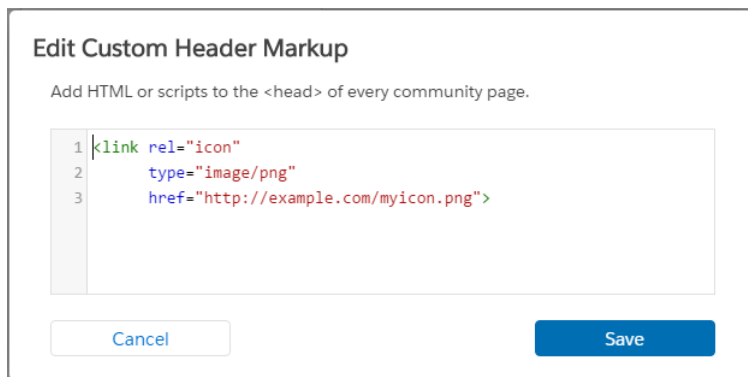 Edit Custom Header Markup
Add HTML or scripts to the <head> of every community page.
1 <link rel="icon"
2 type="image/png"
3 href="http://example.com/myicon.png">
Cancel Save